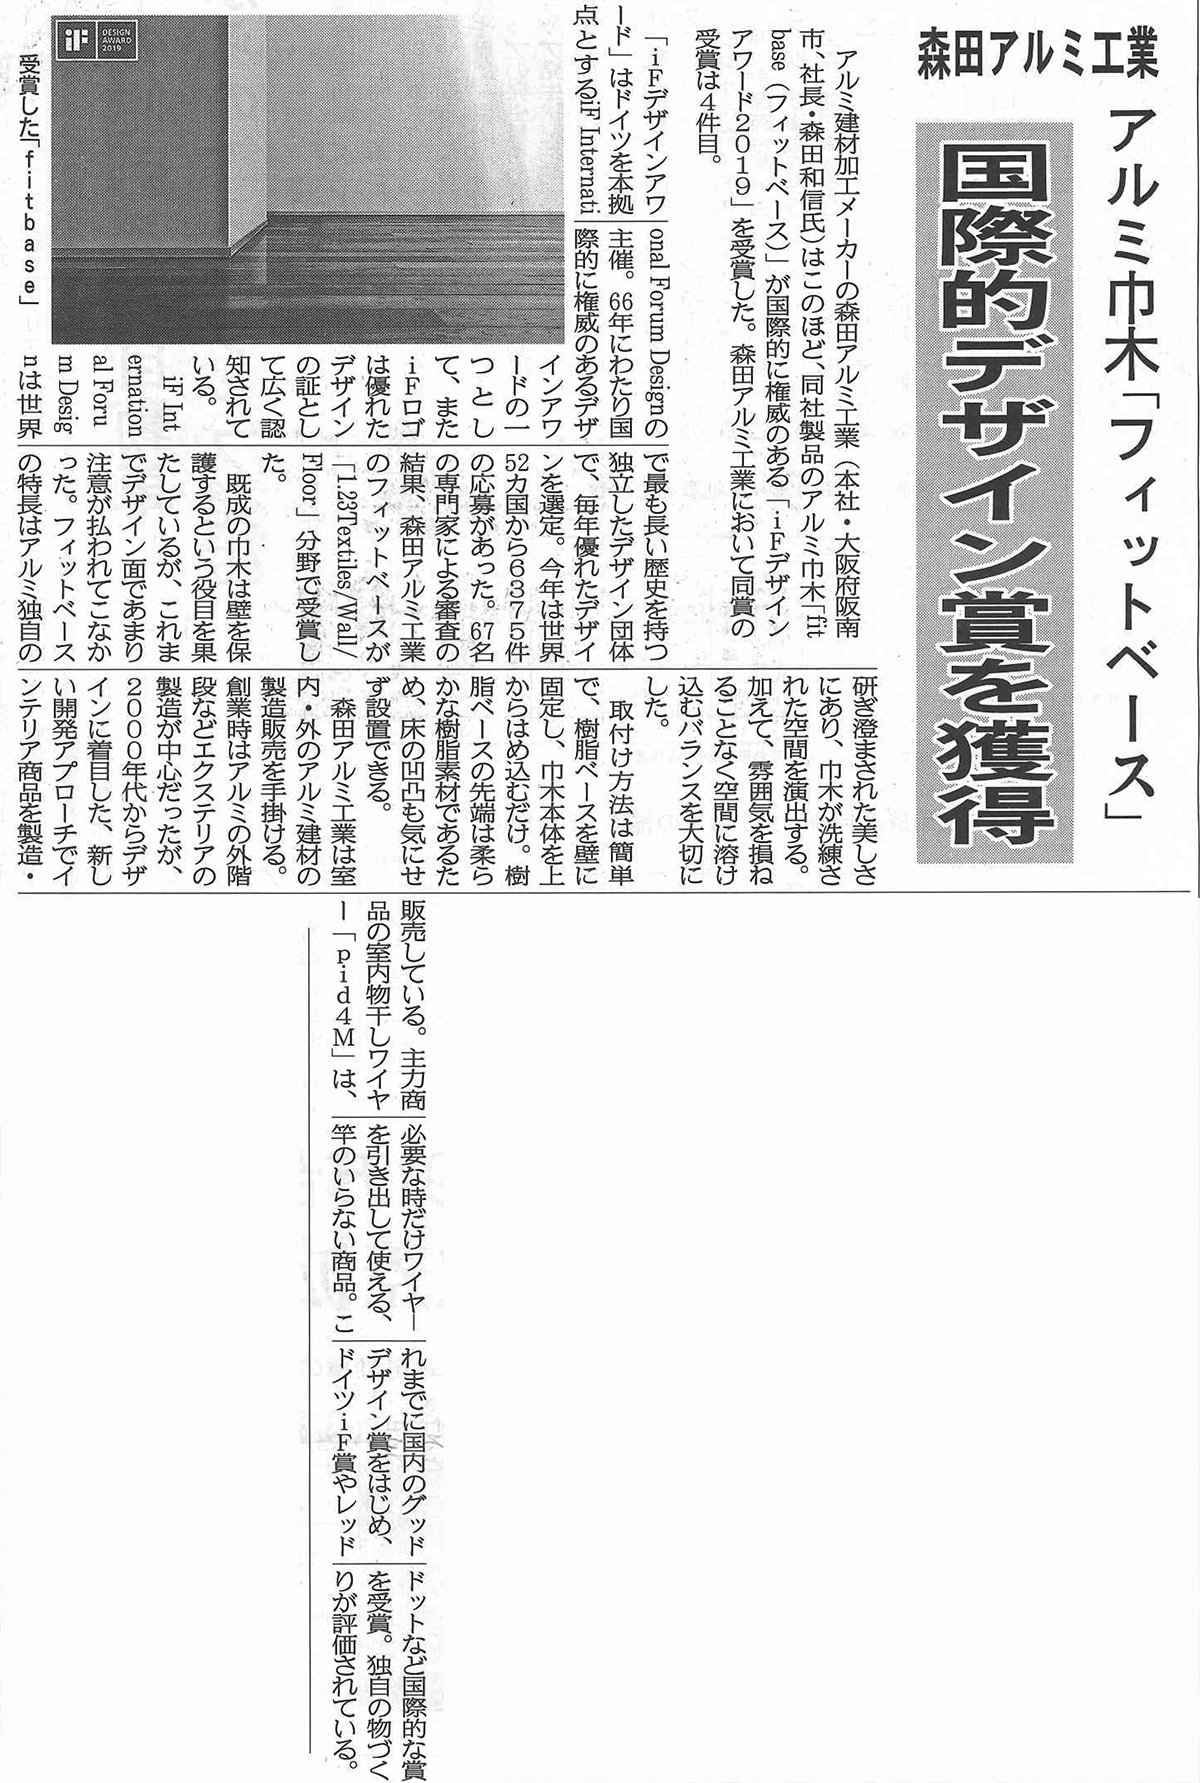 森田アルミ工業
アルミ巾木「フィットベース」
国際的デザイン賞を獲得
アルミ建材加工メーカーの森田アルミ工業(本社・大阪府阪南
市、社長・森田和信氏)はこのほど、同社製品のアルミ巾木「fit
base(フィットベース)」が国際的に権威のある「iFデザイン
アワード2019」を受賞した。森田アルミ工業において同賞の
受賞は4件目。
「iFデザインアワ
ード」はドイツを本拠
点とするiF Internati
onal Forum Designの
主催。66年にわたり国
際的に権威のあるデザ
インアワ
ードの一
つとし
て、また
iFロゴ
は優れた
デザイン
の証とし
て広く認
知されて
いる。
iF Int
ernation
al Foru
m Desig
nは世界
で最も長い歴史を持つ
独立したデザイン団体
で、毎年優れたデザイ
ンを選定。今年は世界
52カ国から6375件
の応募があった。67名
の専門家による審査の
結果、森田アルミ工業
のフィットベースが
「1.23Textiles/Wall/
Floor」分野で受賞し
た。
既成の巾木は壁を保
護するという役目を果
たしているが、これま
でデザイン面であまり
注意が払われてこなか
った。フィットベース
の特長はアルミ独自の
研ぎ澄まされた美しさ
にあり、巾木が洗練さ
れた空間を演出する。
加えて、雰囲気を損ね
ることなく空間に溶け
込むバランスを大切に
した。
取付け方法は簡単
で、樹脂ベースを壁に
固定し、巾木本体を上
からはめ込むだけ。樹
脂ベースの先端は柔ら
かな樹脂素材であるた
め、床の凹凸も気にせ
ず設置できる。
森田アルミ工業は室
内・外のアルミ建材の
製造販売を手掛ける。
創業時はアルミの外階
段などエクステリアの
製造が中心だったが、
2000年代からデザ
インに着目した、新し
い開発アプローチでイ
ンテリア商品を製造・
販売している。主力商
品の室内物干しワイヤ
ー「pid4M」は、
必要な時だけワイヤー
を引き出して使える、
竿のいらない商品。こ
れまでに国内のグッド
デザイン賞をはじめ、
ドイツiF賞やレッド
ドットなど国際的な賞
を受賞。独自の物づく
りが評価されている。
iF
DESIGN
AWARD
2019
受賞した「fitbase」